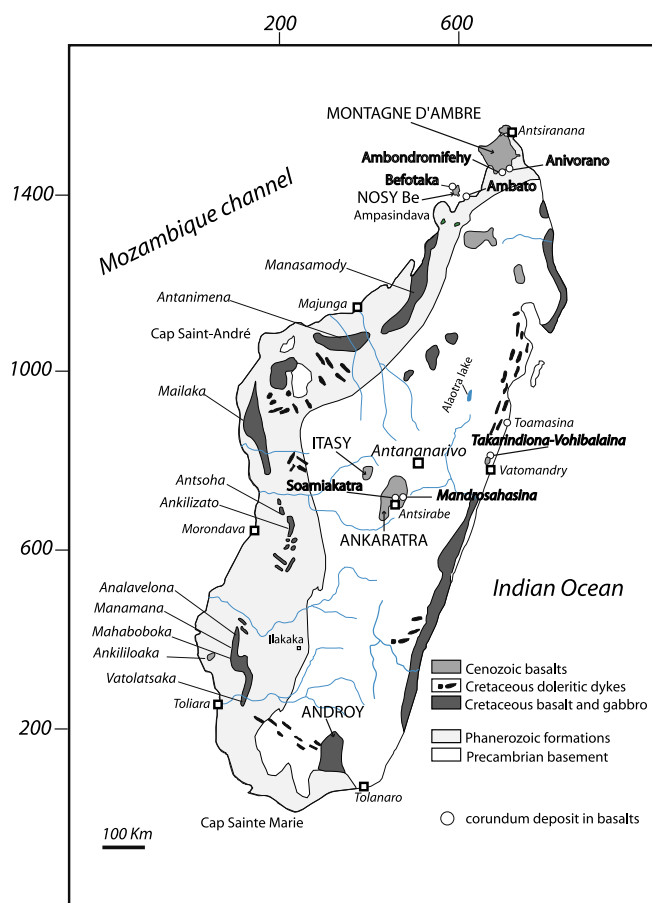 200
600
MONTAGNE D'AMBRE
Antsiranana
Ambondromifehy
Anivorano
Befotaka
Ambato
1400
NOSY Be
Ampasindava
Mozambique channel
Manasamody
Antanimena
Majunga
Cap Saint-André
1000
Mailaka
Alaotra lake
Toamasina
ITASY
Antananarivo
Takarindiong-Vohibalaina
Vatomandry
Antsoha
Soamiakatra
Mandrosahasina
Ankilizato
Antsirabe
Morondava
600
ANKARATRA
Indian Ocean
Analavelona
Manamana
Mahaboboka
Ilakaka
Ankililoaka
Vatolatsaka
Cenozoic basalts
Cretaceous doleritic dykes
Cretaceous basalt and gabbro
Toliara
ANDROY
200
Phanerozoic formations
Precambrian basement
Tolanaro
Cap Sainte Marie
corundum deposit in basalts
100 Km